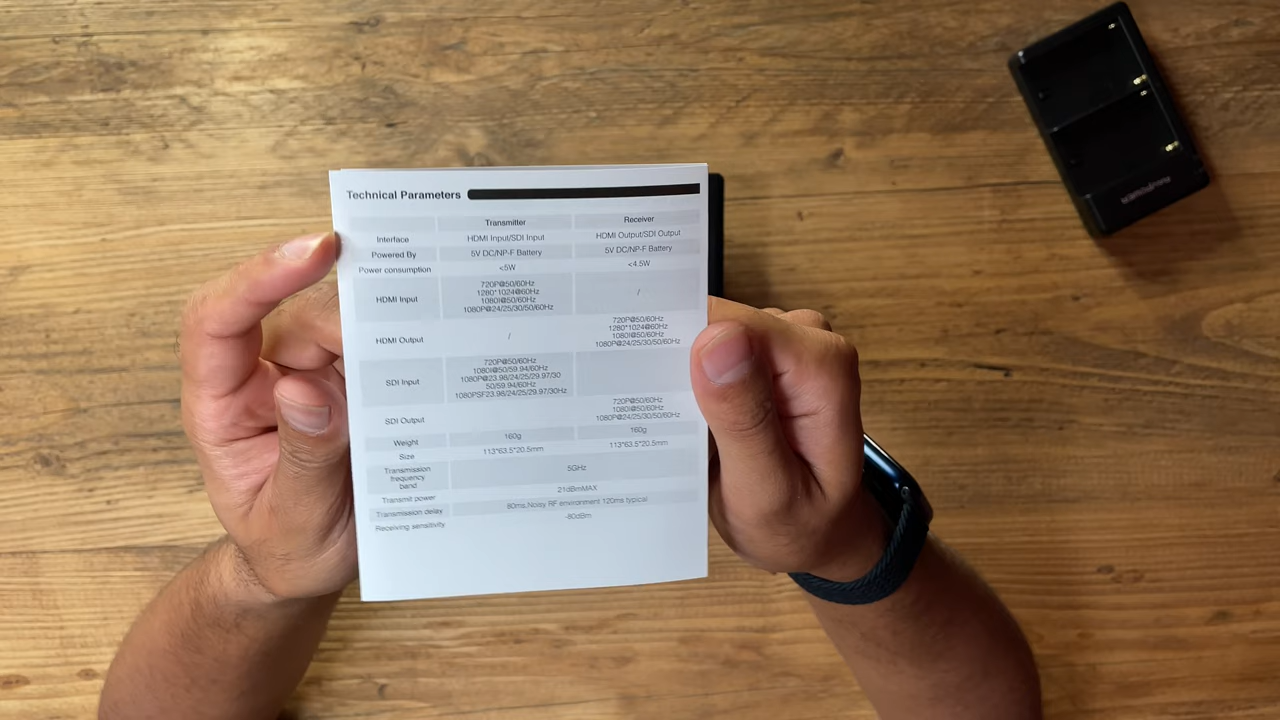 Technical Parameters
Transmitter Receiver
Interface HDMI Input/SDI Input HDMI Output/SDI Output
Powered By 5V DC/NP-F Battery 5V DC/NP-F Battery
Power consumption <5W <4.5W
HDMI Input
720P@50/60Hz
1280*1024@60Hz
1080I@50/60Hz
1080P@24/25/30/50/60Hz
/
HDMI Output
/
720P@50/60Hz
1280*1024@60Hz
1080I@50/60Hz
1080P@24/25/30/50/60Hz
SDI Input
720P@50/60Hz
1080I@50/59.94/60Hz
1080P@23.98/24/25/29.97/30
50/59.94/60Hz
1080PSF23.98/24/25/29.97/30Hz
SDI Output
720P@50/60Hz
1080I@50/60Hz
1080P@24/25/30/50/60Hz
Weight 160g 160g
Size 113*63.5*20.5mm 113*63.5*20.5mm
Transmission
frequency
band
5GHz
Transmit power 21dBmMAX
Transmission delay 80ms,Noisy RF environment 120ms typical
Receiving sensitivity -80dBm